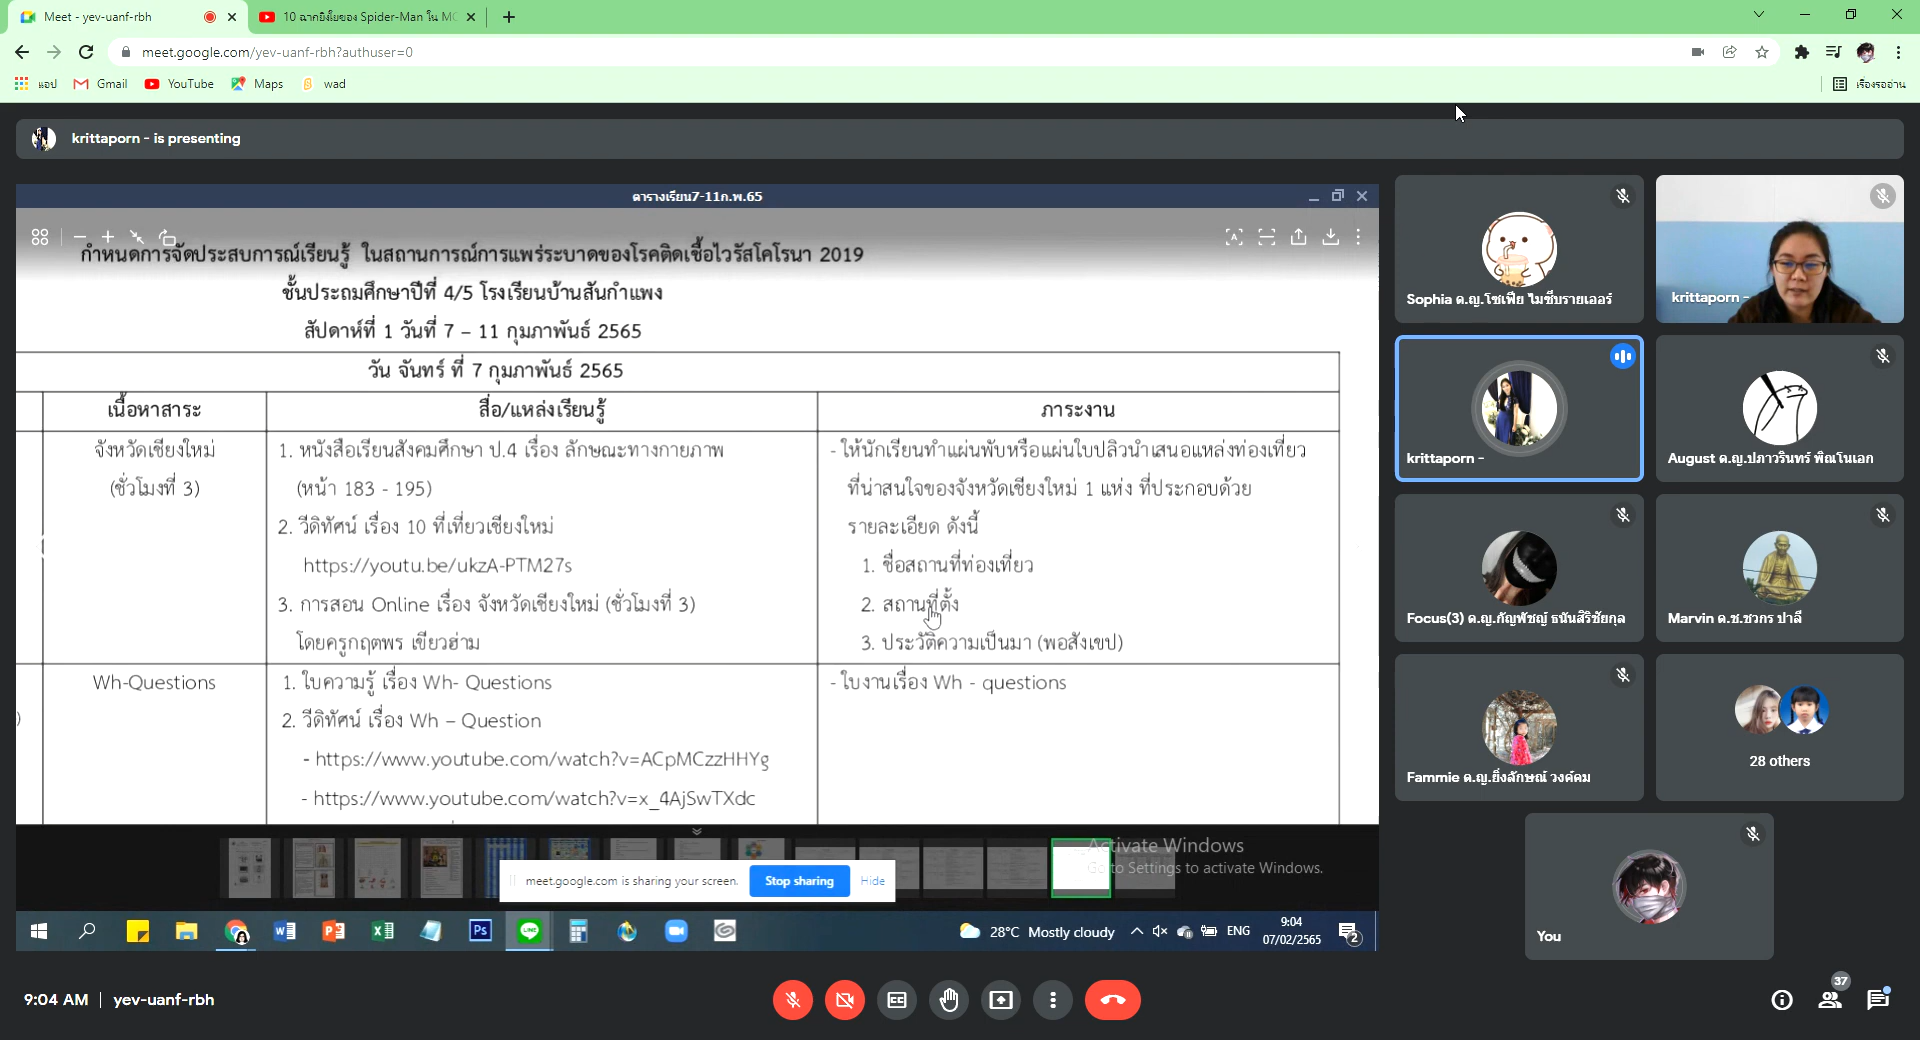 Meet - yev-uanf-rbh
10 ฉากยิงใยของ Spider-Man ใน MC
meet.google.com/yev-uanf-rbh?authuser=0
แอป Gmail YouTube Maps wad เรื่องรออ่าน
krittaporn - is presenting
ตารางเรียน7-11ก.พ.65
กำหนดการจัดประสบการณ์เรียนรู้ ในสถานการณ์การแพร่ระบาดของโรคติดเชื้อไวรัสโคโรนา 2019
ชั้นประถมศึกษาปีที่ 4/5 โรงเรียนบ้านสันกำแพง
สัปดาห์ที่ 1 วันที่ 7 – 11 กุมภาพันธ์ 2565
วัน จันทร์ ที่ 7 กุมภาพันธ์ 2565
เนื้อหาสาระ
สื่อ/แหล่งเรียนรู้
ภาระงาน
จังหวัดเชียงใหม่
(ชั่วโมงที่ 3)
1. หนังสือเรียนสังคมศึกษา ป.4 เรื่อง ลักษณะทางกายภาพ
(หน้า 183 - 195)
2. วีดิทัศน์ เรื่อง 10 ที่เที่ยวเชียงใหม่
https://youtu.be/ukzA-PTM27s
3. การสอน Online เรื่อง จังหวัดเชียงใหม่ (ชั่วโมงที่ 3)
โดยครูกฤตพร เขียวฮ่าม
- ให้นักเรียนทำแผ่นพับหรือแผ่นใบปลิวนำเสนอแหล่งท่องเที่ยว
ที่น่าสนใจของจังหวัดเชียงใหม่ 1 แห่ง ที่ประกอบด้วย
รายละเอียด ดังนี้
1. ชื่อสถานที่ท่องเที่ยว
2. สถานที่ตั้ง
3. ประวัติความเป็นมา (พอสังเขป)
)
Wh-Questions
1. ใบความรู้ เรื่อง Wh- Questions
2. วีดิทัศน์ เรื่อง Wh – Question
- https://www.youtube.com/watch?v=ACpMCzzHHYg
- https://www.youtube.com/watch?v=x_4AjSwTXdc
- ใบงานเรื่อง Wh - questions
Activate Windows
Go to Settings to activate Windows.
meet.google.com is sharing your screen. Stop sharing Hide
28°C Mostly cloudy ENG
9:04
07/02/2565
2
Sophia ด.ญ.โซเฟีย ไมซึ่บรายเออร์
krittaporn -
krittaporn -
August ด.ญ.ปภาวรินทร์ พิณโนเอก
Focus(3) ด.ญ.กัญพัชญ์ ธนันสิริชัยกุล
Marvin ด.ช.ชวกร ปาลี
Fammie ด.ญ.ยิ่งลักษณ์ วงค์คม
28 others
You
9:04 AM | yev-uanf-rbh
37